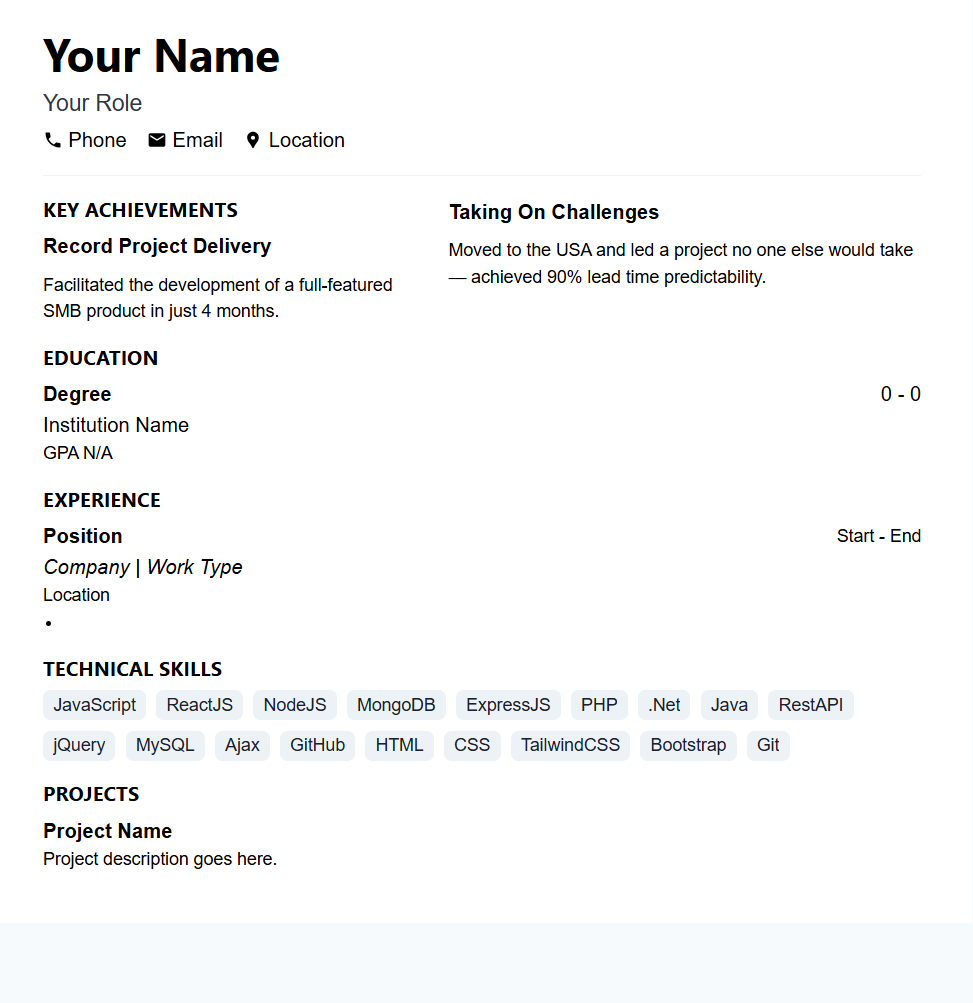 Your Name
Your Role
Phone Email Location
KEY ACHIEVEMENTS
Record Project Delivery
Facilitated the development of a full-featured
SMB product in just 4 months.
Taking On Challenges
Moved to the USA and led a project no one else would take
— achieved 90% lead time predictability.
EDUCATION
Degree 0 - 0
Institution Name
GPA N/A
EXPERIENCE
Position Start - End
Company | Work Type
Location
•
TECHNICAL SKILLS
JavaScript ReactJS NodeJS MongoDB ExpressJS PHP .Net Java RestAPI
jQuery MySQL Ajax GitHub HTML CSS TailwindCSS Bootstrap Git
PROJECTS
Project Name
Project description goes here.